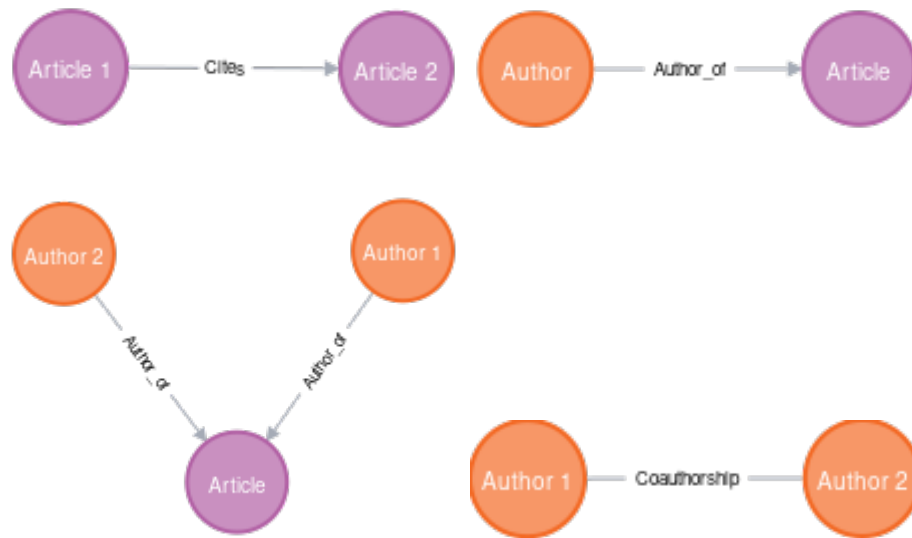 Article 1
Cites
Article 2
Author
Author_of
Article
Author 2
Author 1
Author_of
Author_of
Article
Author 1
Coauthorship
Author 2